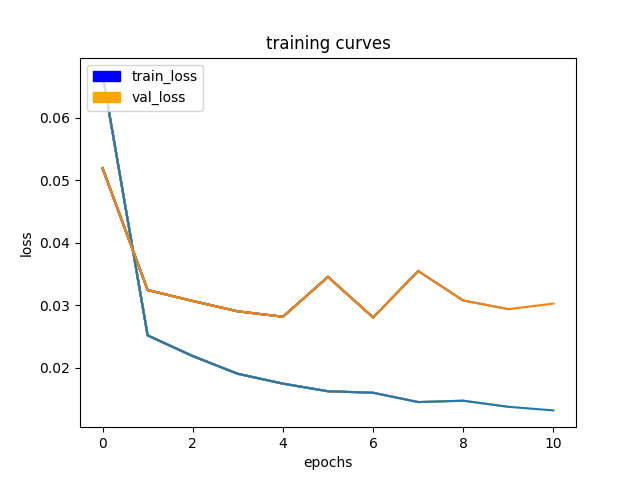 training curves
train_loss
val_loss
0.06
0.05
0.04
0.03
0.02
loss
0 2 4 6 8 10
epochs